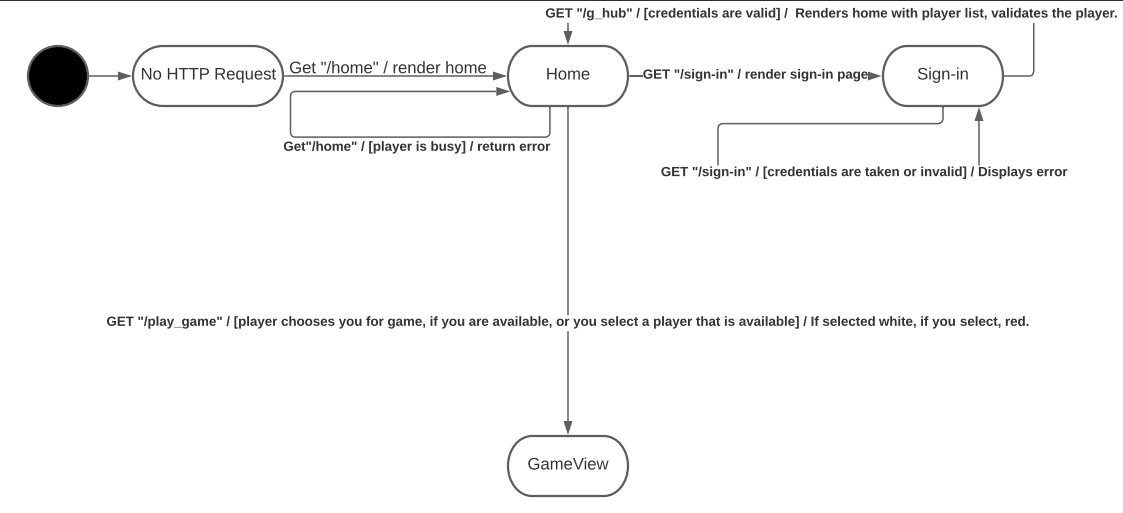 GET "/g_hub" / [credentials are valid] /  Renders home with player list, validates the player.
No HTTP Request
Get "/home" / render home
Home
GET "/sign-in" / render sign-in page
Sign-in
Get"/home" / [player is busy] / return error
GET "/sign-in" / [credentials are taken or invalid] / Displays error
GET "/play_game" / [player chooses you for game, if you are available, or you select a player that is available] / If selected white, if you select, red.
GameView